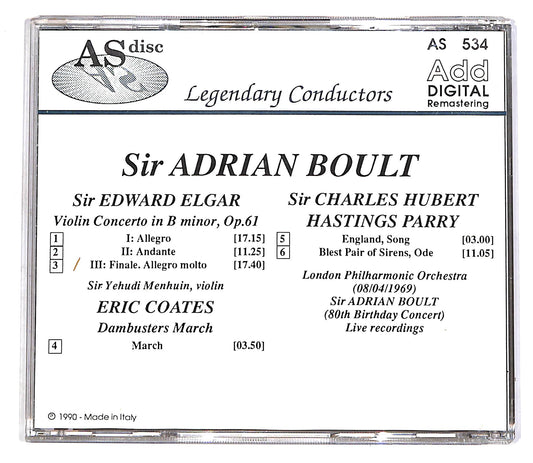 AS disc
AS
AS 534
Add
DIGITAL
Remastering
Legendary Conductors
Sir ADRIAN BOULT
Sir EDWARD ELGAR
Violin Concerto in B minor, Op.61
1 I: Allegro [17.15]
2 II: Andante [11.25]
3 III: Finale. Allegro molto [17.40]
Sir Yehudi Menhuin, violin
ERIC COATES
Dambusters March
4 March [03.50]
Sir CHARLES HUBERT
HASTINGS PARRY
5 England, Song [03.00]
6 Blest Pair of Sirens, Ode [11.05]
London Philharmonic Orchestra
(08/04/1969)
Sir ADRIAN BOULT
(80th Birthday Concert)
Live recordings
℗ 1990 - Made in Italy